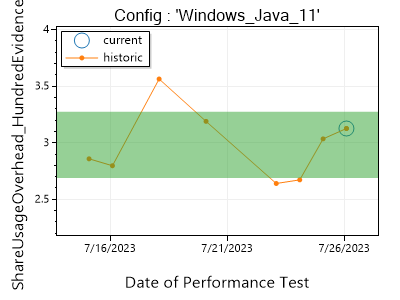 Config : 'Windows_Java_11'
current
historic
ShareUsageOverhead_HundredEvidence
4
3.5
3
2.5
7/16/2023
7/21/2023
7/26/2023
Date of Performance Test